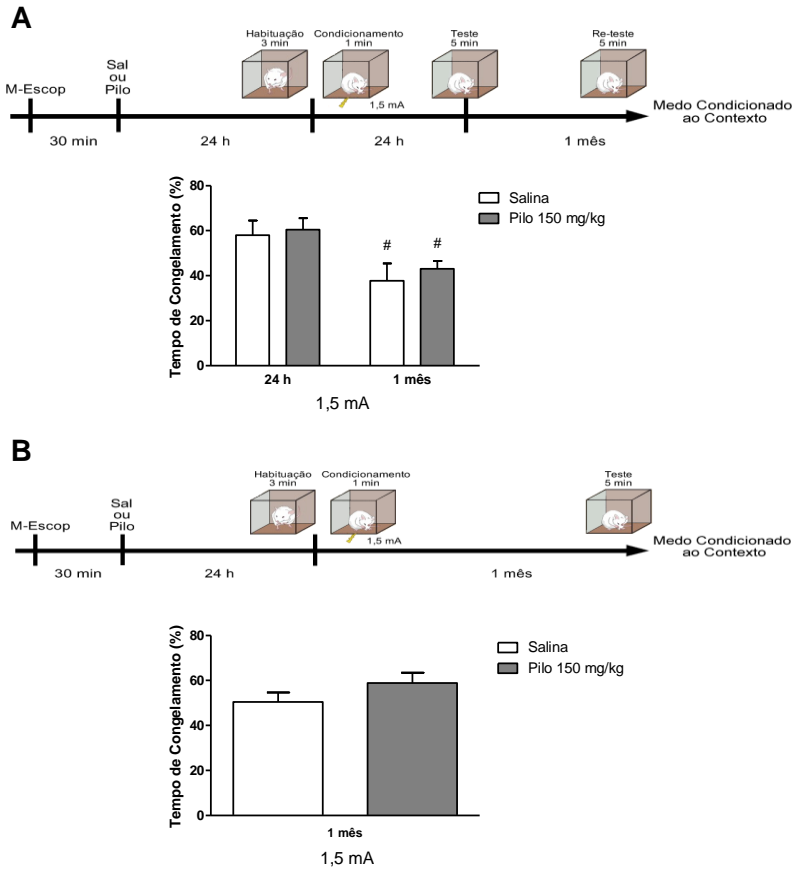 A
Habituação
3 min
Condicionamento
1 min
Teste
5 min
Re-teste
5 min
M-Escop
Sal
ou
Pilo
1,5 mA
Medo Condicionado
ao Contexto
30 min
24 h
24 h
1 mês
Tempo de Congelamento (%)
80
60
40
20
0
# #
Salina
Pilo 150 mg/kg
24 h
1 mês
1,5 mA
B
Habituação
3 min
Condicionamento
1 min
Teste
5 min
M-Escop
Sal
ou
Pilo
1,5 mA
Medo Condicionado
ao Contexto
30 min
24 h
1 mês
Tempo de Congelamento (%)
80
60
40
20
0
Salina
Pilo 150 mg/kg
1 mês
1,5 mA